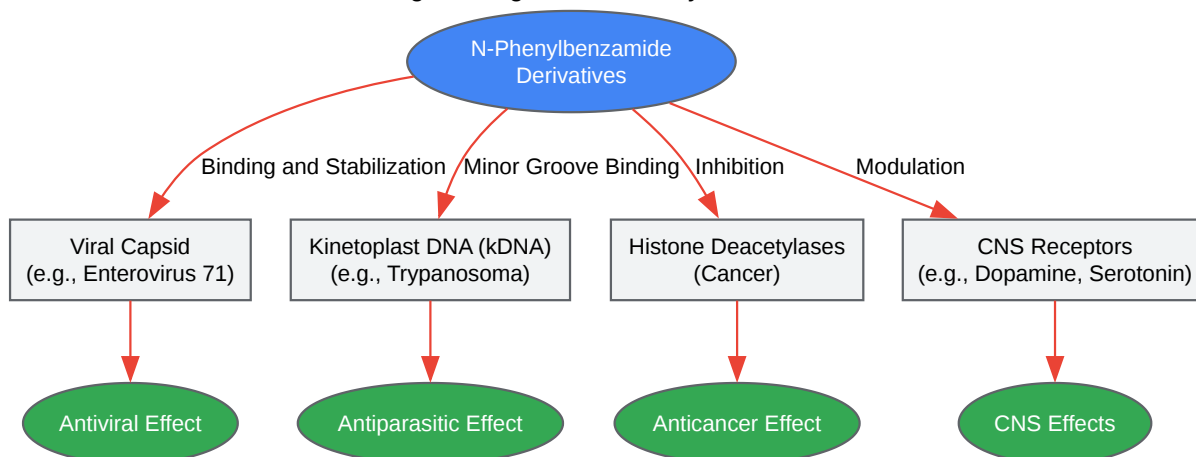 N-Phenylbenzamide
Derivatives
Binding and Stabilization
Minor Groove Binding
Inhibition
Modulation
Viral Capsid
(e.g., Enterovirus 71)
Kinetoplast DNA (kDNA)
(e.g., Trypanosoma)
Histone Deacetylases
(Cancer)
CNS Receptors
(e.g., Dopamine, Serotonin)
Antiviral Effect
Antiparasitic Effect
Anticancer Effect
CNS Effects